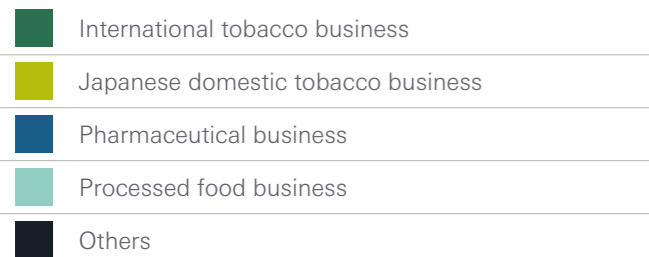 International tobacco business
Japanese domestic tobacco business
Pharmaceutical business
Processed food business
Others